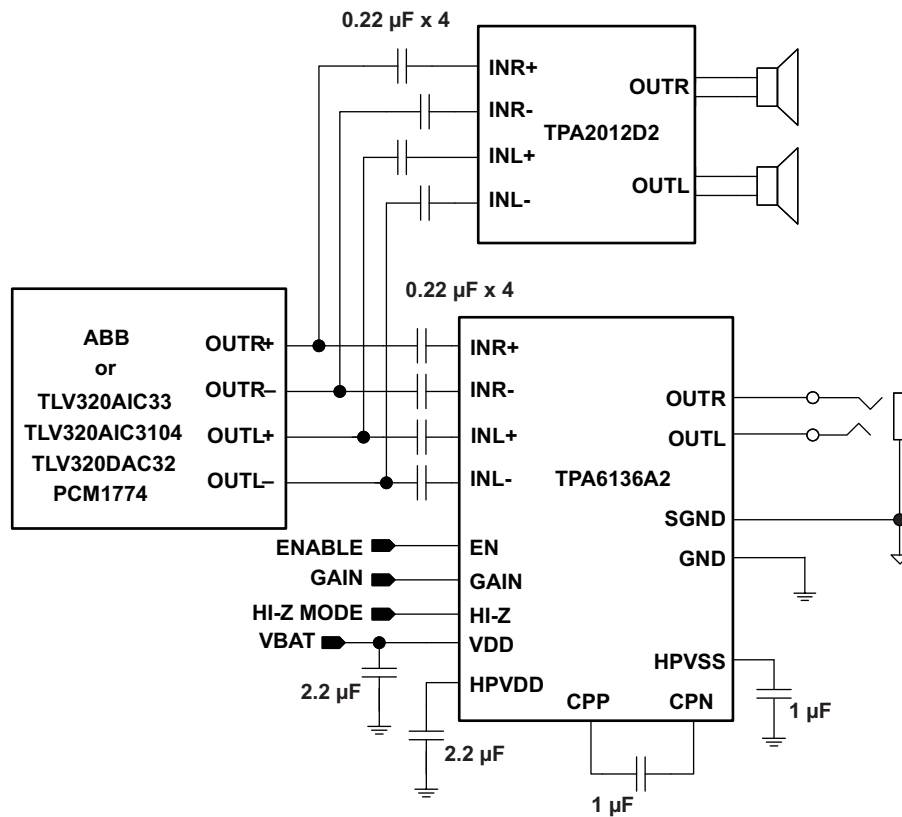 0.22 µF x 4
INR+
INR-
INL+
INL-
TPA2012D2
OUTR
OUTL
0.22 µF x 4
ABB
or
TLV320AIC33
TLV320AIC3104
TLV320DAC32
PCM1774
OUTR+
OUTR–
OUTL+
OUTL–
INR+
INR-
INL+
INL-
TPA6136A2
OUTR
OUTL
SGND
GND
ENABLE
EN
GAIN
GAIN
HI-Z MODE
HI-Z
VBAT
VDD
HPVDD
HPVSS
CPP
CPN
2.2 µF
2.2 µF
1 µF
1 µF